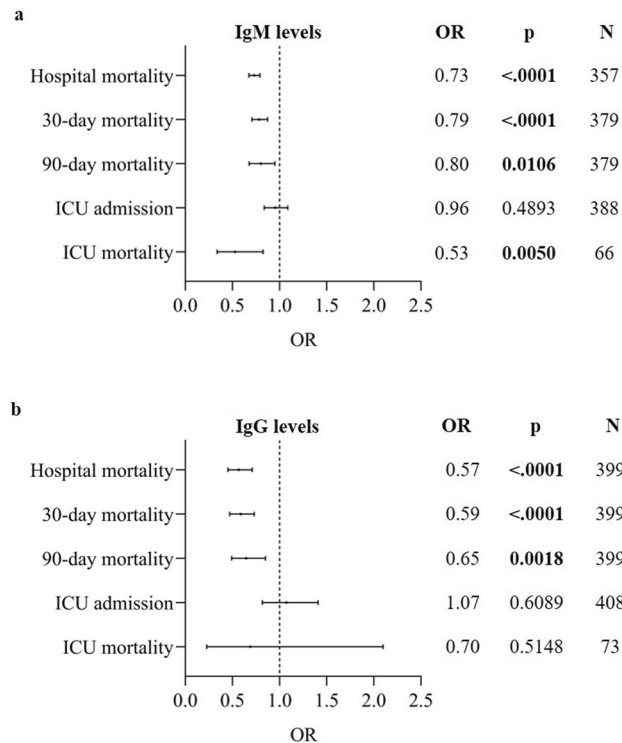 a
IgM levels OR p N
Hospital mortality 0.73 <.0001 357
30-day mortality 0.79 <.0001 379
90-day mortality 0.80 0.0106 379
ICU admission 0.96 0.4893 388
ICU mortality 0.53 0.0050 66
0.0 0.5 1.0 1.5 2.0 2.5
OR
b
IgG levels OR p N
Hospital mortality 0.57 <.0001 399
30-day mortality 0.59 <.0001 399
90-day mortality 0.65 0.0018 399
ICU admission 1.07 0.6089 408
ICU mortality 0.70 0.5148 73
0.0 0.5 1.0 1.5 2.0 2.5
OR